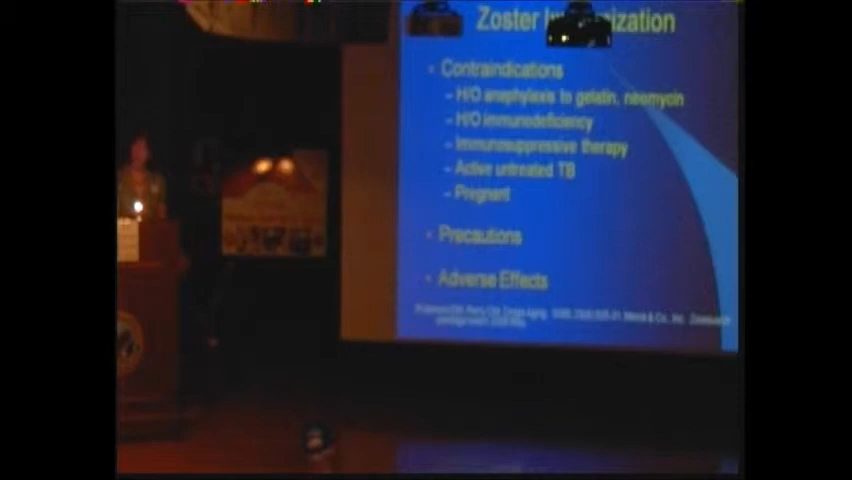 Zoster
• Contraindications
– H/O anaphylaxis to gelatin, neomycin
– H/O immunodeficiency
– Immunosuppressive therapy
– Active untreated TB
– Pregnant
• Precautions
• Adverse Effects